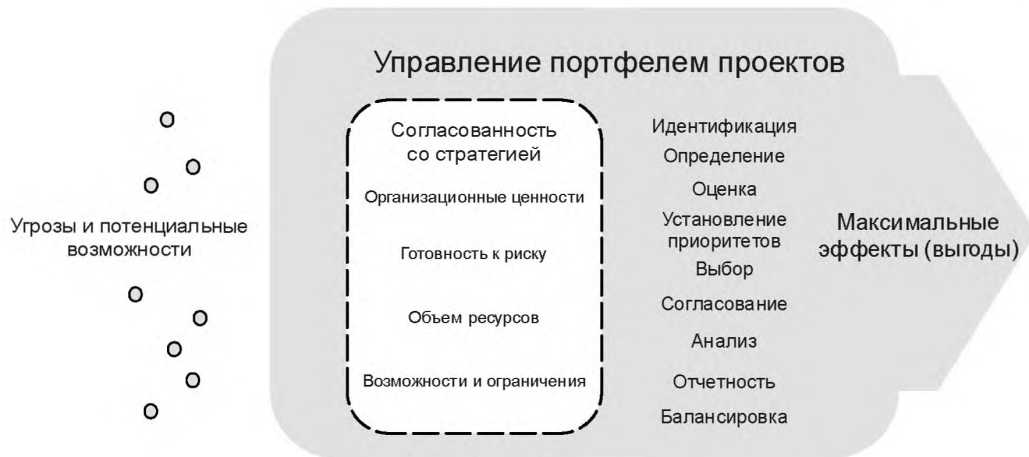 Управление портфелем проектов
Угрозы и потенциальные
возможности
Согласованность
со стратегией
Организационные ценности
Готовность к риску
Объем ресурсов
Возможности и ограничения
Идентификация
Определение
Оценка
Установление
приоритетов
Выбор
Согласование
Анализ
Отчетность
Балансировка
Максимальные
эффекты (выгоды)